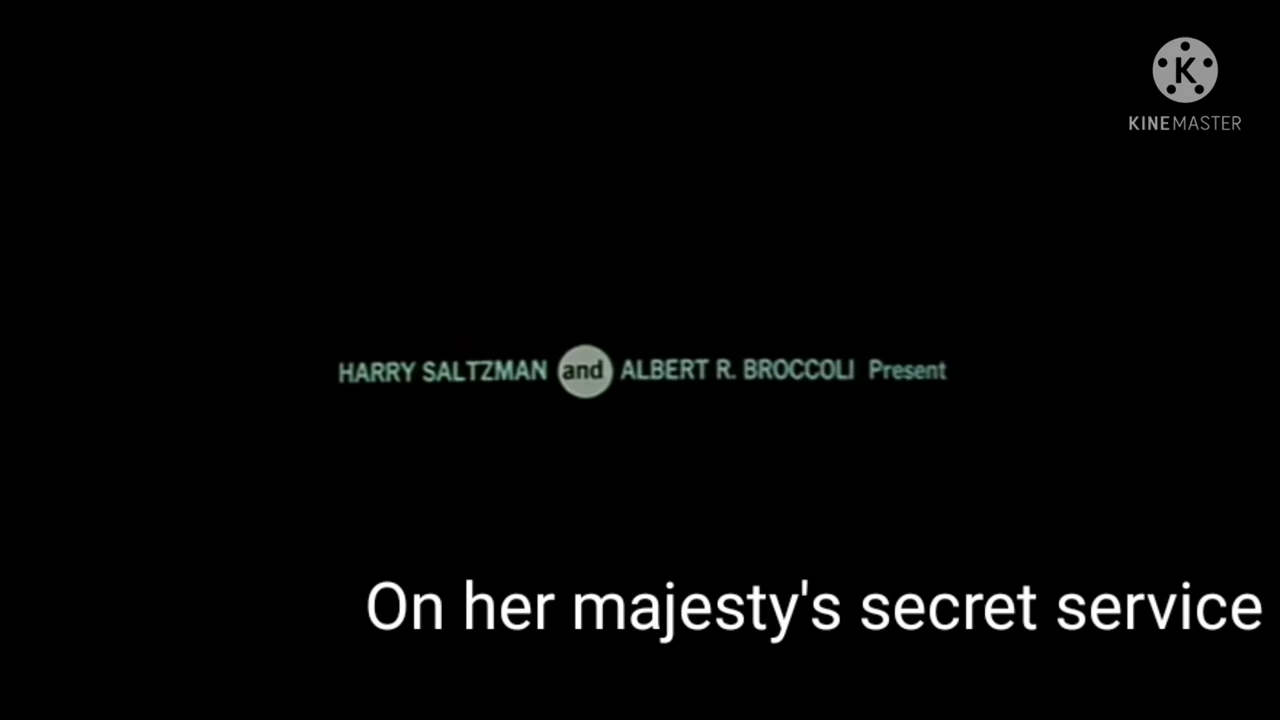 KINEMASTER
HARRY SALTZMAN and ALBERT R. BROCCOLI Present
On her majesty's secret service